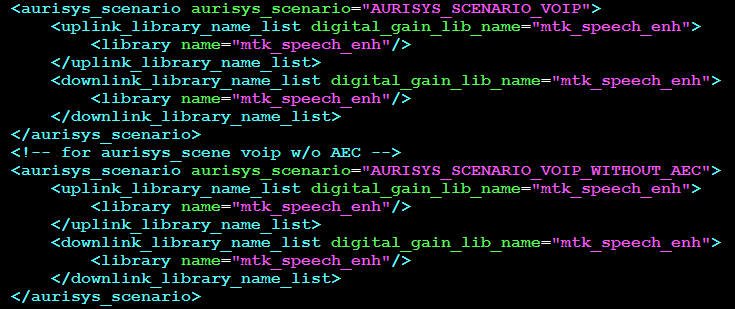 <aurisys_scenario aurisys_scenario="AURISYS_SCENARIO_VOIP">
    <uplink_library_name_list digital_gain_lib_name="mtk_speech_enh">
        <library name="mtk_speech_enh"/>
    </uplink_library_name_list>
    <downlink_library_name_list digital_gain_lib_name="mtk_speech_enh">
        <library name="mtk_speech_enh"/>
    </downlink_library_name_list>
</aurisys_scenario>
<!-- for aurisys_scene voip w/o AEC -->
<aurisys_scenario aurisys_scenario="AURISYS_SCENARIO_VOIP_WITHOUT_AEC">
    <uplink_library_name_list digital_gain_lib_name="mtk_speech_enh">
        <library name="mtk_speech_enh"/>
    </uplink_library_name_list>
    <downlink_library_name_list digital_gain_lib_name="mtk_speech_enh">
        <library name="mtk_speech_enh"/>
    </downlink_library_name_list>
</aurisys_scenario>